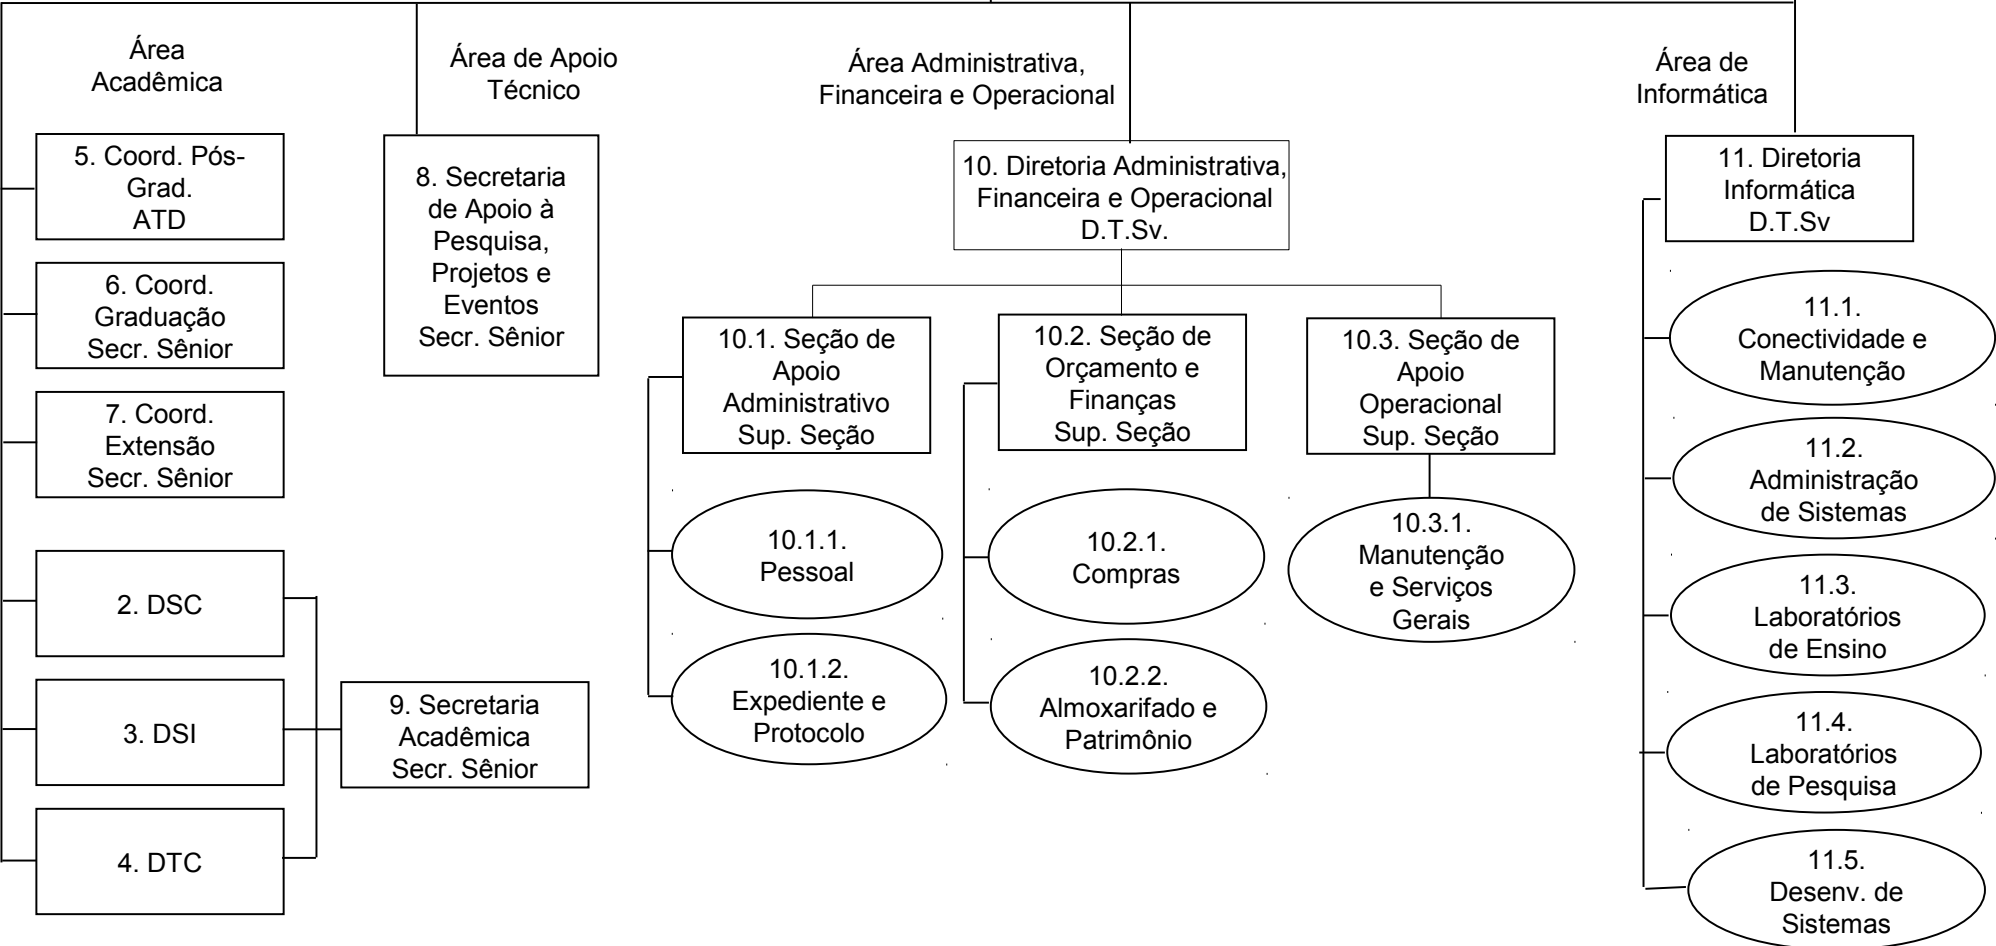 Área
Acadêmica
5. Coord. Pós-
Grad.
ATD
6. Coord.
Graduação
Secr. Sênior
7. Coord.
Extensão
Secr. Sênior
2. DSC
3. DSI
4. DTC
9. Secretaria
Acadêmica
Secr. Sênior
Área de Apoio
Técnico
8. Secretaria
de Apoio à
Pesquisa,
Projetos e
Eventos
Secr. Sênior
Área Administrativa,
Financeira e Operacional
10. Diretoria Administrativa,
Financeira e Operacional
D.T.Sv.
10.1. Seção de
Apoio
Administrativo
Sup. Seção
10.1.1.
Pessoal
10.1.2.
Expediente e
Protocolo
10.2. Seção de
Orçamento e
Finanças
Sup. Seção
10.2.1.
Compras
10.2.2.
Almoxarifado e
Patrimônio
10.3. Seção de
Apoio
Operacional
Sup. Seção
10.3.1.
Manutenção
e Serviços
Gerais
Área de
Informática
11. Diretoria
Informática
D.T.Sv
11.1.
Conectividade e
Manutenção
11.2.
Administração
de Sistemas
11.3.
Laboratórios
de Ensino
11.4.
Laboratórios
de Pesquisa
11.5.
Desenv. de
Sistemas